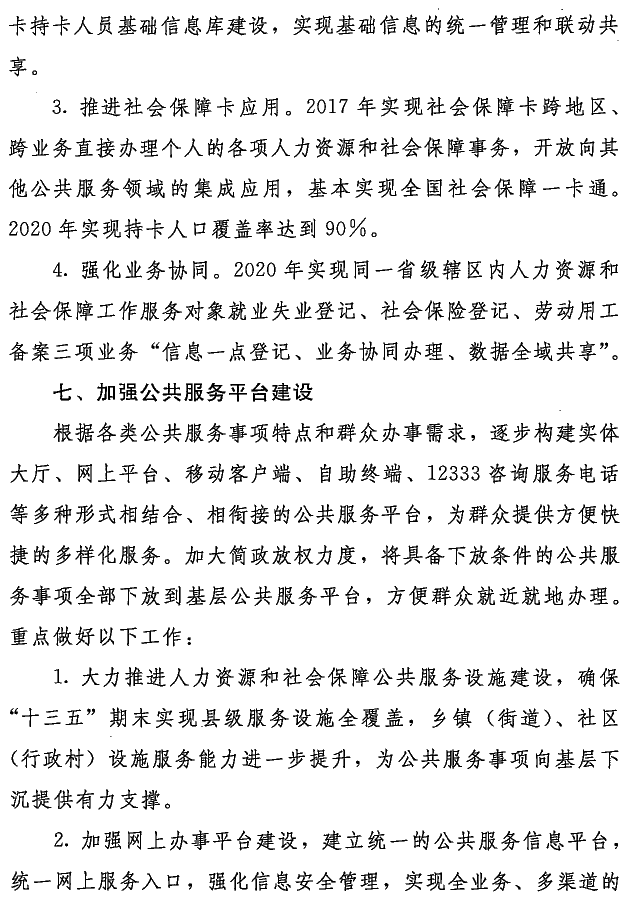 卡持卡人员基础信息库建设，实现基础信息的统一管理和联动共
享。
3. 推进社会保障卡应用。2017 年实现社会保障卡跨地区、
跨业务直接办理个人的各项人力资源和社会保障事务，开放向其
他公共服务领域的集成应用，基本实现全国社会保障一卡通。
2020 年实现持卡人口覆盖率达到 90％。
4. 强化业务协同。2020 年实现同一省级辖区内人力资源和
社会保障工作服务对象就业失业登记、社会保险登记、劳动用工
备案三项业务“信息一点登记、业务协同办理、数据全域共享”。
七、加强公共服务平台建设
根据各类公共服务事项特点和群众办事需求，逐步构建实体
大厅、网上平台、移动客户端、自助终端、12333 咨询服务电话
等多种形式相结合、相衔接的公共服务平台，为群众提供方便快
捷的多样化服务。加大简政放权力度，将具备下放条件的公共服
务事项全部下放到基层公共服务平台，方便群众就近就地办理。
重点做好以下工作：
1. 大力推进人力资源和社会保障公共服务设施建设，确保
“十三五”期末实现县级服务设施全覆盖，乡镇（街道）、社区
（行政村）设施服务能力进一步提升，为公共服务事项向基层下
沉提供有力支撑。
2. 加强网上办事平台建设，建立统一的公共服务信息平台，
统一网上服务入口，强化信息安全管理，实现全业务、多渠道的